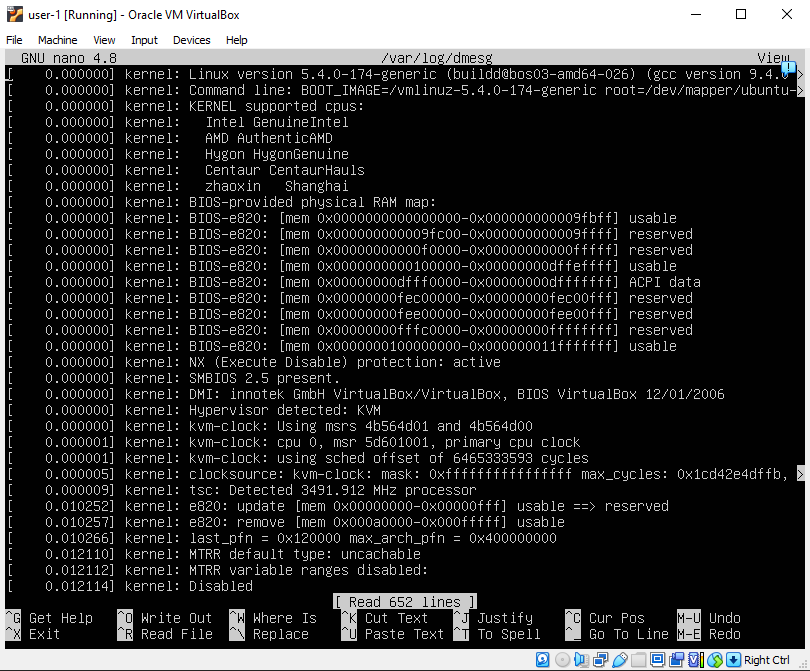 user-1 [Running] - Oracle VM VirtualBox
File Machine View Input Devices Help
GNU nano 4.8 /var/log/dmesg View
[ 0.000000] kernel: Linux version 5.4.0-174-generic (buildd@bos03-amd64-026) (gcc version 9.4.0 >
[ 0.000000] kernel: Command line: BOOT_IMAGE=/vmlinuz-5.4.0-174-generic root=/dev/mapper/ubuntu->
[ 0.000000] kernel: KERNEL supported cpus:
[ 0.000000] kernel: Intel GenuineIntel
[ 0.000000] kernel: AMD AuthenticAMD
[ 0.000000] kernel: Hygon HygonGenuine
[ 0.000000] kernel: Centaur CentaurHauls
[ 0.000000] kernel: zhaoxin Shanghai
[ 0.000000] kernel: BIOS-provided physical RAM map:
[ 0.000000] kernel: BIOS-e820: [mem 0x0000000000000000-0x000000000009fbff] usable
[ 0.000000] kernel: BIOS-e820: [mem 0x000000000009fc00-0x000000000009ffff] reserved
[ 0.000000] kernel: BIOS-e820: [mem 0x00000000000f0000-0x00000000000fffff] reserved
[ 0.000000] kernel: BIOS-e820: [mem 0x0000000000100000-0x00000000dffeffff] usable
[ 0.000000] kernel: BIOS-e820: [mem 0x00000000dfff0000-0x00000000dfffffff] ACPI data
[ 0.000000] kernel: BIOS-e820: [mem 0x00000000fec00000-0x00000000fec00fff] reserved
[ 0.000000] kernel: BIOS-e820: [mem 0x00000000fee00000-0x00000000fee00fff] reserved
[ 0.000000] kernel: BIOS-e820: [mem 0x00000000fffc0000-0x00000000ffffffff] reserved
[ 0.000000] kernel: BIOS-e820: [mem 0x0000000100000000-0x000000011fffffff] usable
[ 0.000000] kernel: NX (Execute Disable) protection: active
[ 0.000000] kernel: SMBIOS 2.5 present.
[ 0.000000] kernel: DMI: innotek GmbH VirtualBox/VirtualBox, BIOS VirtualBox 12/01/2006
[ 0.000000] kernel: Hypervisor detected: KVM
[ 0.000000] kernel: kvm-clock: Using msrs 4b564d01 and 4b564d00
[ 0.000001] kernel: kvm-clock: cpu 0, msr 5d601001, primary cpu clock
[ 0.000001] kernel: kvm-clock: using sched offset of 6465333593 cycles
[ 0.000005] kernel: clocksource: kvm-clock: mask: 0xffffffffffffffff max_cycles: 0x1cd42e4dffb, >
[ 0.000009] kernel: tsc: Detected 3491.912 MHz processor
[ 0.010252] kernel: e820: update [mem 0x00000000-0x00000fff] usable ==> reserved
[ 0.010257] kernel: e820: remove [mem 0x000a0000-0x000fffff] usable
[ 0.010266] kernel: last_pfn = 0x120000 max_arch_pfn = 0x400000000
[ 0.012110] kernel: MTRR default type: uncachable
[ 0.012112] kernel: MTRR variable ranges disabled:
[ 0.012114] kernel: Disabled
[ Read 652 lines ]
^G Get Help ^O Write Out ^W Where Is ^K Cut Text ^J Justify ^C Cur Pos M-U Undo
^X Exit ^R Read File ^\ Replace ^U Paste Text ^T To Spell ^_ Go To Line M-E Redo
Right Ctrl